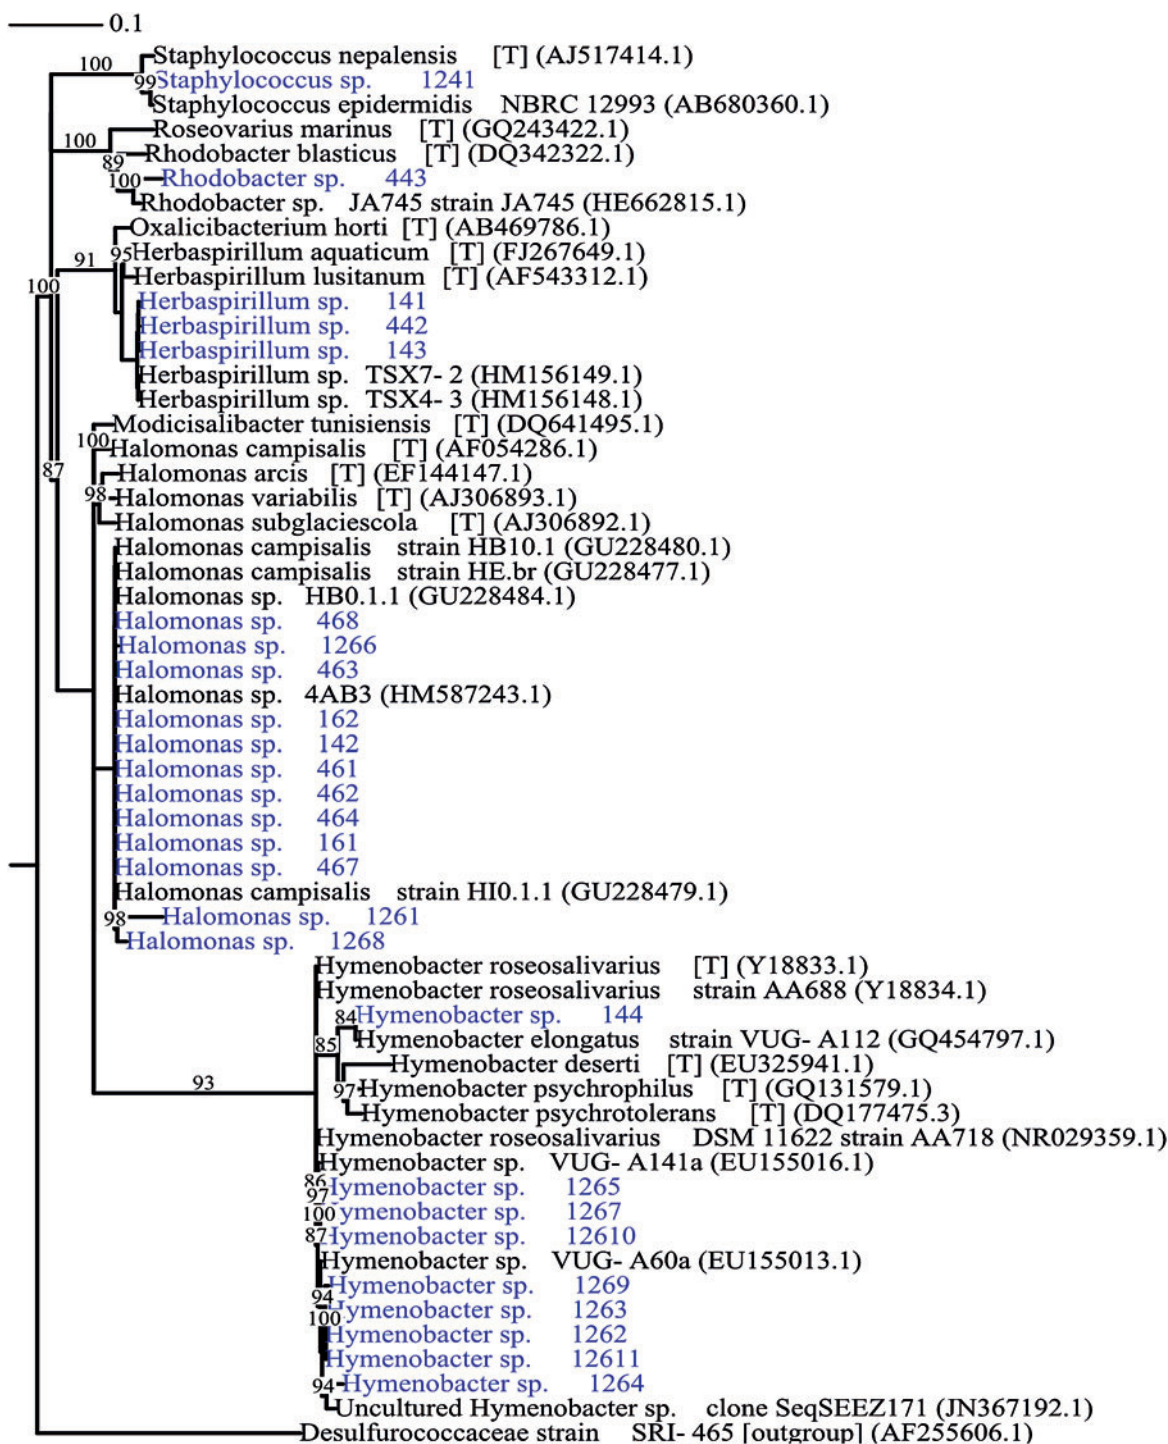 0.1
Staphylococcus nepalensis [T] (AJ517414.1)
100
99 Staphylococcus sp. 1241
Staphylococcus epidermidis NBRC 12993 (AB680360.1)
Roseovarius marinus [T] (GQ243422.1)
100
89 Rhodobacter blasticus [T] (DQ342322.1)
100 Rhodobacter sp. 443
Rhodobacter sp. JA745 strain JA745 (HE662815.1)
Oxalicibacterium horti [T] (AB469786.1)
91 95 Herbaspirillum aquaticum [T] (FJ267649.1)
Herbaspirillum lusitanum [T] (AF543312.1)
100
Herbaspirillum sp. 141
Herbaspirillum sp. 442
Herbaspirillum sp. 143
Herbaspirillum sp. TSX7- 2 (HM156149.1)
Herbaspirillum sp. TSX4- 3 (HM156148.1)
Modicisalibacter tunisiensis [T] (DQ641495.1)
100 Halomonas campisalis [T] (AF054286.1)
87 Halomonas arcis [T] (EF144147.1)
98 Halomonas variabilis [T] (AJ306893.1)
Halomonas subglaciescola [T] (AJ306892.1)
Halomonas campisalis strain HB10.1 (GU228480.1)
Halomonas campisalis strain HE.br (GU228477.1)
Halomonas sp. HB0.1.1 (GU228484.1)
Halomonas sp. 468
Halomonas sp. 1266
Halomonas sp. 463
Halomonas sp. 4AB3 (HM587243.1)
Halomonas sp. 162
Halomonas sp. 142
Halomonas sp. 461
Halomonas sp. 462
Halomonas sp. 464
Halomonas sp. 161
Halomonas sp. 467
Halomonas campisalis strain HI0.1.1 (GU228479.1)
98 Halomonas sp. 1261
Halomonas sp. 1268
Hymenobacter roseosalivarius [T] (Y18833.1)
Hymenobacter roseosalivarius strain AA688 (Y18834.1)
84 Hymenobacter sp. 144
85 Hymenobacter elongatus strain VUG- A112 (GQ454797.1)
Hymenobacter deserti [T] (EU325941.1)
93 97 Hymenobacter psychrophilus [T] (GQ131579.1)
Hymenobacter psychrotolerans [T] (DQ177475.3)
Hymenobacter roseosalivarius DSM 11622 strain AA718 (NR029359.1)
Hymenobacter sp. VUG- A141a (EU155016.1)
86
97 Hymenobacter sp. 1265
100 Hymenobacter sp. 1267
87 Hymenobacter sp. 12610
Hymenobacter sp. VUG- A60a (EU155013.1)
Hymenobacter sp. 1269
94 Hymenobacter sp. 1263
100 Hymenobacter sp. 1262
Hymenobacter sp. 12611
94 Hymenobacter sp. 1264
Uncultured Hymenobacter sp. clone SeqSEEZ171 (JN367192.1)
Desulfurococcaceae strain SRI- 465 [outgroup] (AF255606.1)